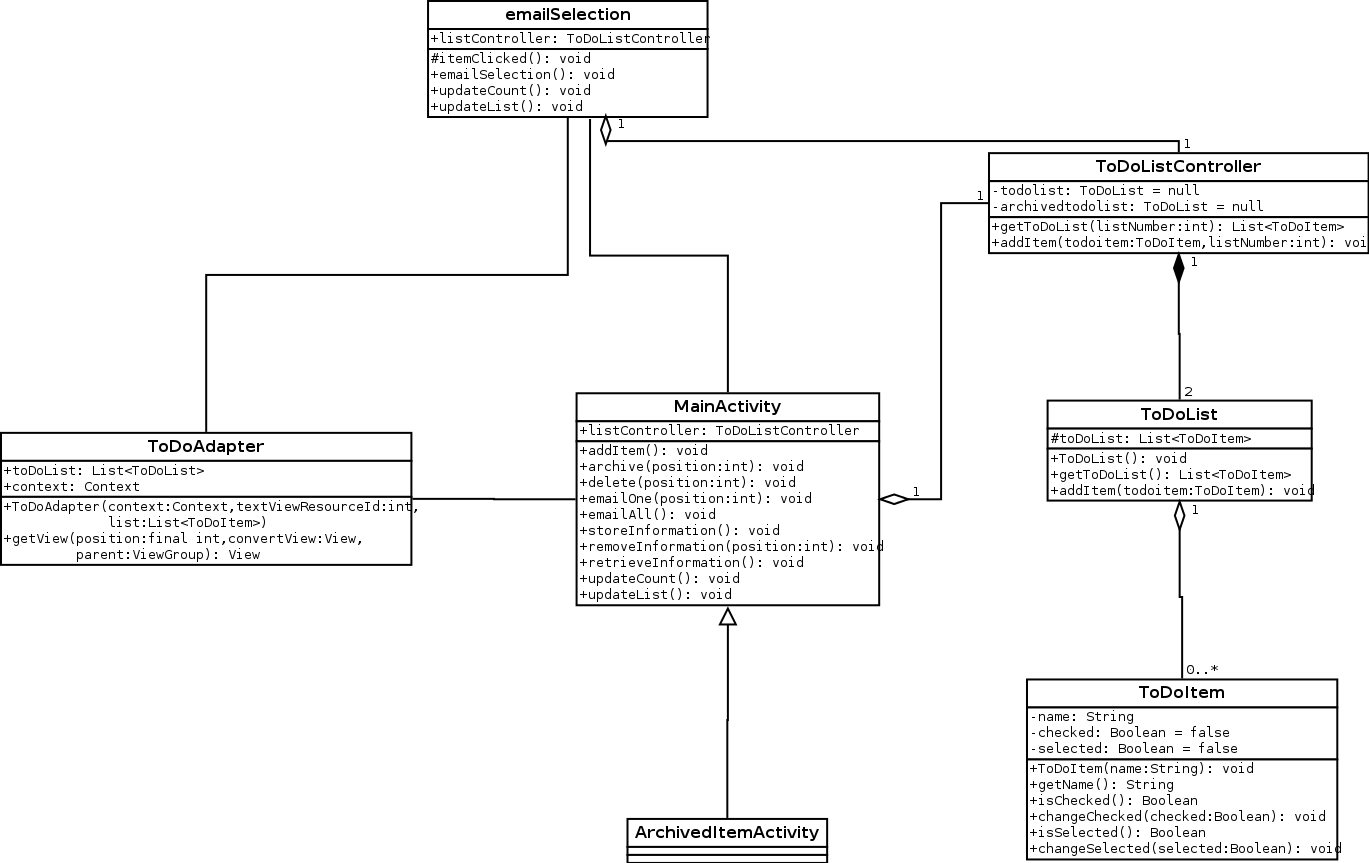 emailSelection
+listController: ToDoListController
#itemClicked(): void
+emailSelection(): void
+updateCount(): void
+updateList(): void
1
1
ToDoListController
-todolist: ToDoList = null
-archivedtodolist: ToDoList = null
+getToDoList(listNumber:int): List<ToDoItem>
+addItem(todoitem:ToDoItem,listNumber:int): voi
1
1
2
ToDoList
#toDoList: List<ToDoItem>
+ToDoList(): void
+getToDoList(): List<ToDoItem>
+addItem(todoitem:ToDoItem): void
1
MainActivity
+listController: ToDoListController
+addItem(): void
+archive(position:int): void
+delete(position:int): void
+emailOne(position:int): void
+emailAll(): void
+storeInformation(): void
+removeInformation(position:int): void
+retrieveInformation(): void
+updateCount(): void
+updateList(): void
1
ToDoAdapter
+toDoList: List<ToDoList>
+context: Context
+ToDoAdapter(context:Context,textViewResourceId:int,
list:List<ToDoItem>)
+getView(position:final int,convertView:View,
parent:ViewGroup): View
0..*
ToDoItem
-name: String
-checked: Boolean = false
-selected: Boolean = false
+ToDoItem(name:String): void
+getName(): String
+isChecked(): Boolean
+changeChecked(checked:Boolean): void
+isSelected(): Boolean
+changeSelected(selected:Boolean): void
ArchivedItemActivity